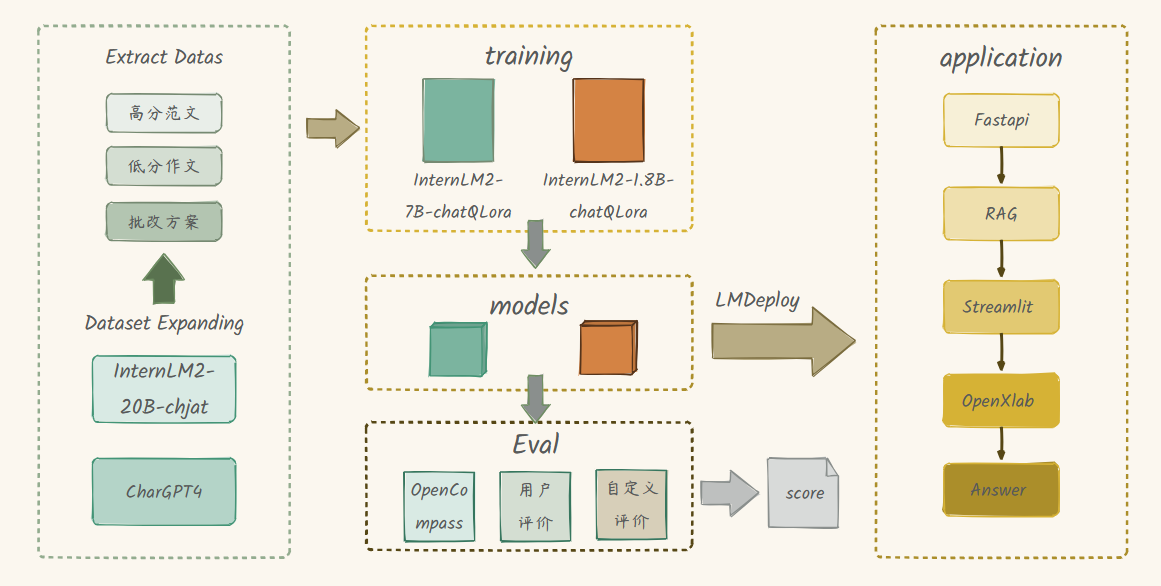 Extract Datas
高分范文
低分作文
批改方案
Dataset Expanding
InternLM2-
20B-chjat
CharGPT4
training
InternLM2-
7B-chatQLora
InternLM2-1.8B-
chatQLora
models
LMDeploy
Eval
OpenCo
mpass
用户
评价
自定义
评价
score
application
Fastapi
RAG
Streamlit
OpenXlab
Answer